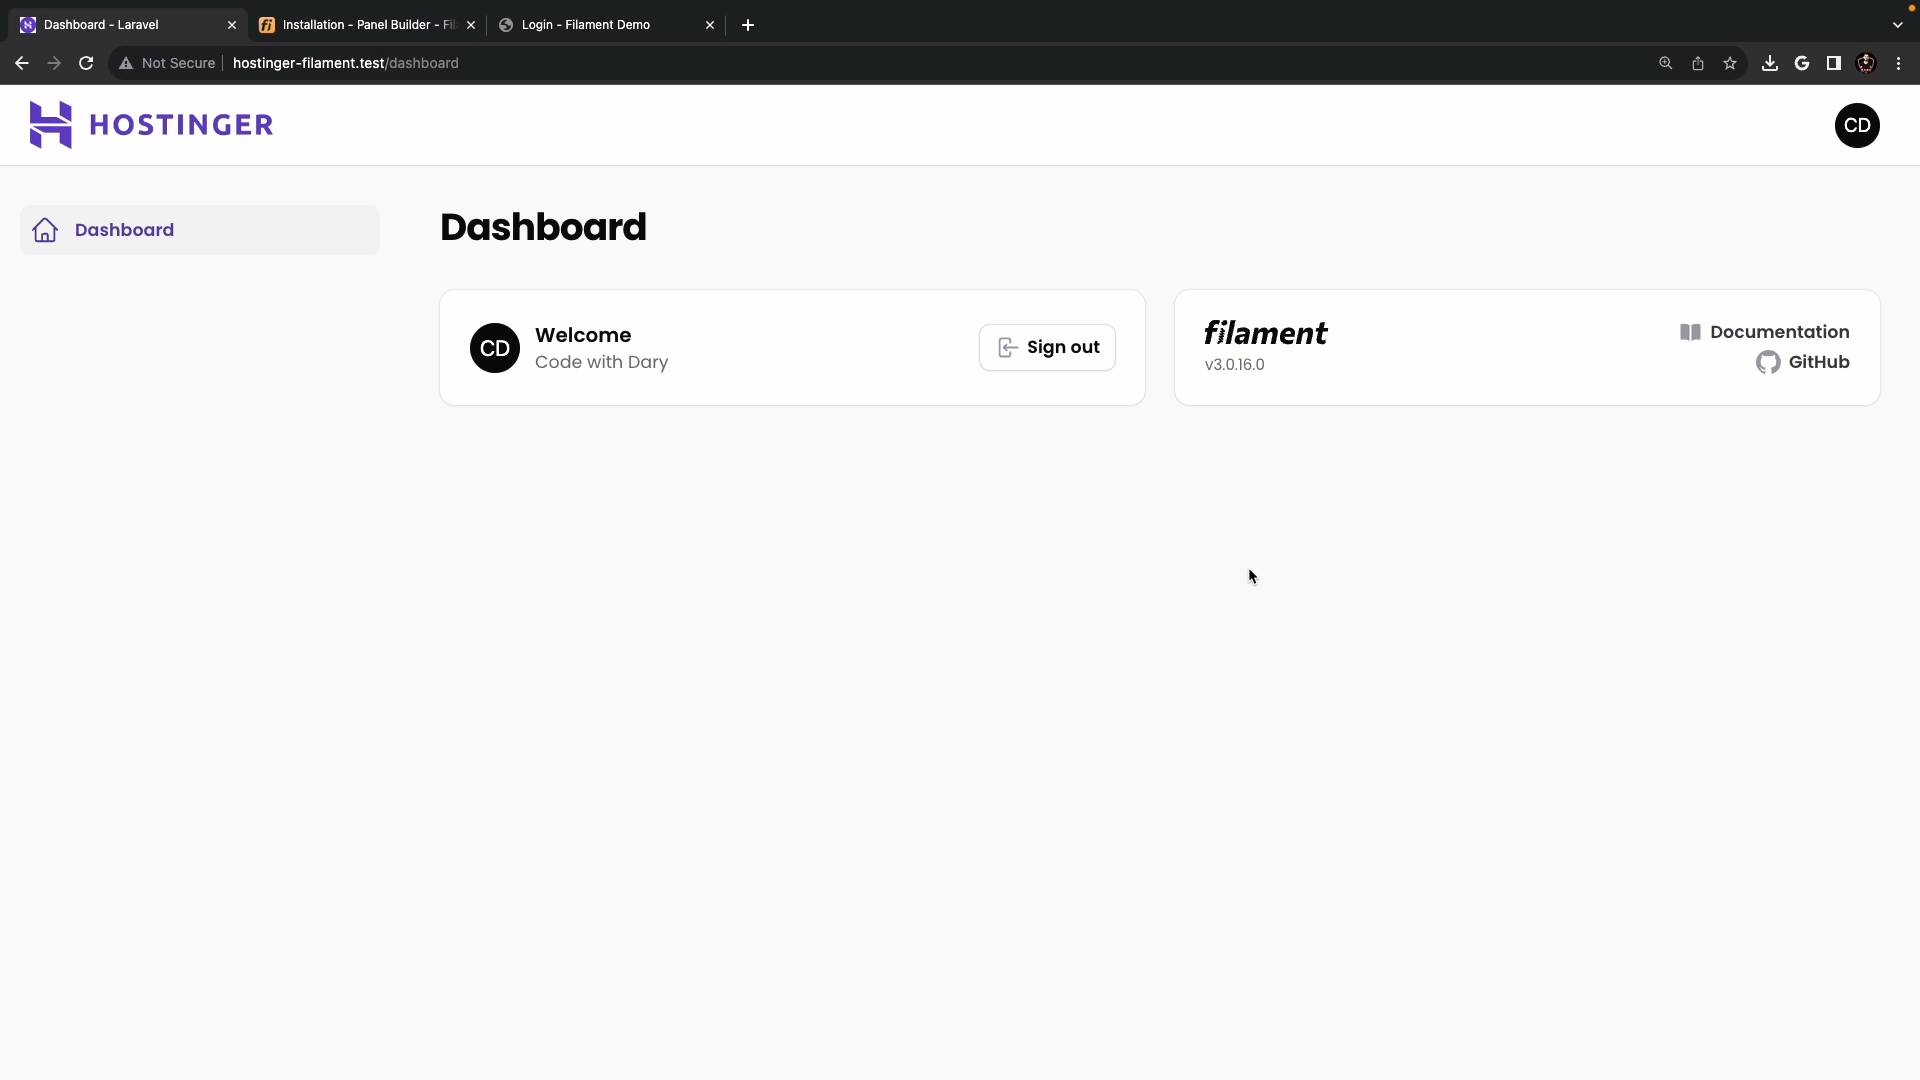 Dashboard - Laravel
Installation - Panel Builder - Fil
Login - Filament Demo
Not Secure
hostinger-filament.test/dashboard
HOSTINGER
CD
Dashboard
Dashboard
CD
Welcome
Code with Dary
Sign out
filament
v3.0.16.0
Documentation
GitHub